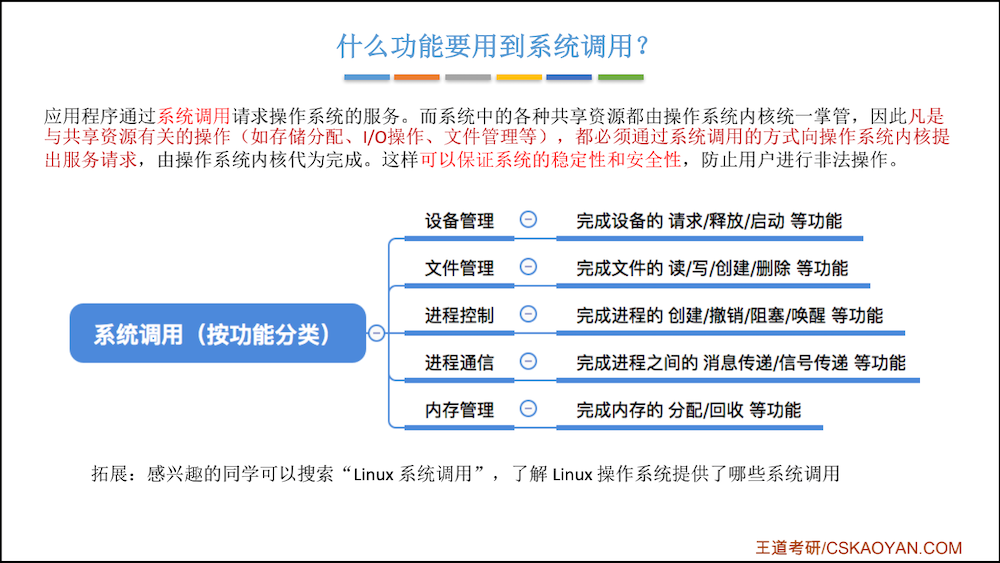 什么功能要用到系统调用？
应用程序通过系统调用请求操作系统的服务。而系统中的各种共享资源都由操作系统内核统一掌管，因此凡是
与共享资源有关的操作（如存储分配、I/O操作、文件管理等），都必须通过系统调用的方式向操作系统内核提
出服务请求，由操作系统内核代为完成。这样可以保证系统的稳定性和安全性，防止用户进行非法操作。
系统调用（按功能分类）
设备管理 完成设备的 请求/释放/启动 等功能
文件管理 完成文件的 读/写/创建/删除 等功能
进程控制 完成进程的 创建/撤销/阻塞/唤醒 等功能
进程通信 完成进程之间的 消息传递/信号传递 等功能
内存管理 完成内存的 分配/回收 等功能
拓展：感兴趣的同学可以搜索“Linux 系统调用”，了解 Linux 操作系统提供了哪些系统调用
王道考研/CSKAOYAN.COM